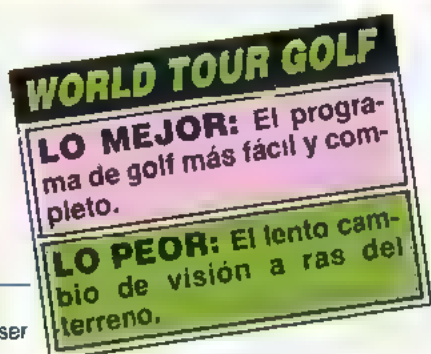 WORLD TOUR GOLF
LO MEJOR: El progra-
ma de golf más fácil y com-
pleto.
LO PEOR: El lento cam-
bio de visión a ras del
terreno.
ser